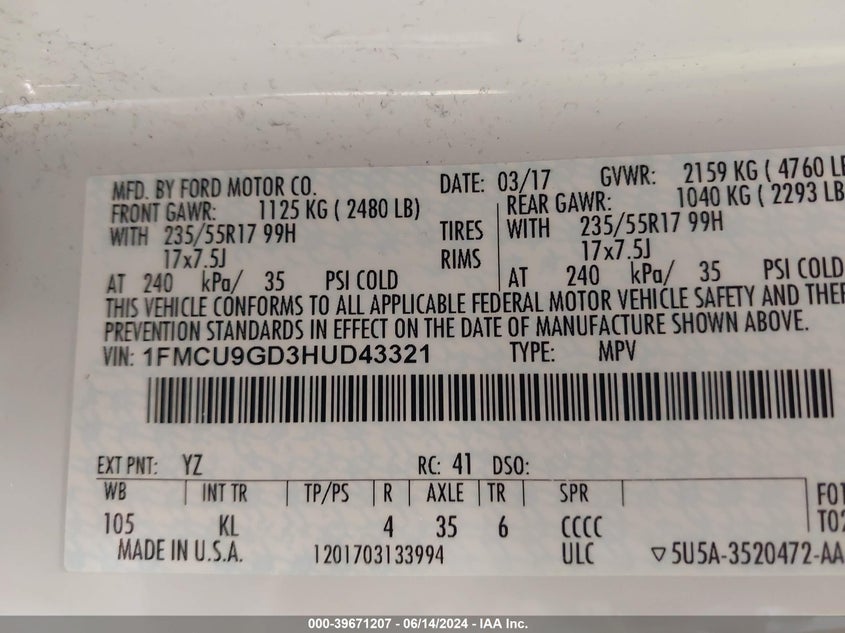 MFD. BY FORD MOTOR CO. DATE: 03/17 GVWR: 2159 KG ( 4760 LB
FRONT GAWR: 1125 KG ( 2480 LB) REAR GAWR: 1040 KG ( 2293 LB
WITH 235/55R17 99H TIRES WITH 235/55R17 99H
17x7.5J RIMS 17x7.5J
AT 240 kPa/ 35 PSI COLD AT 240 kPa/ 35 PSI COLD
THIS VEHICLE CONFORMS TO ALL APPLICABLE FEDERAL MOTOR VEHICLE SAFETY AND THEF
PREVENTION STANDARDS IN EFFECT ON THE DATE OF MANUFACTURE SHOWN ABOVE.
VIN: 1FMCU9GD3HUD43321 TYPE: MPV
EXT PNT: YZ RC: 41 DSO:
WB INT TR TP/PS R AXLE TR SPR F01
105 KL 4 35 6 CCCC T02
MADE IN U.S.A. 1201703133994 ULC ▽5U5A-3520472-AA
000-39671207 - 06/14/2024 - IAA Inc.